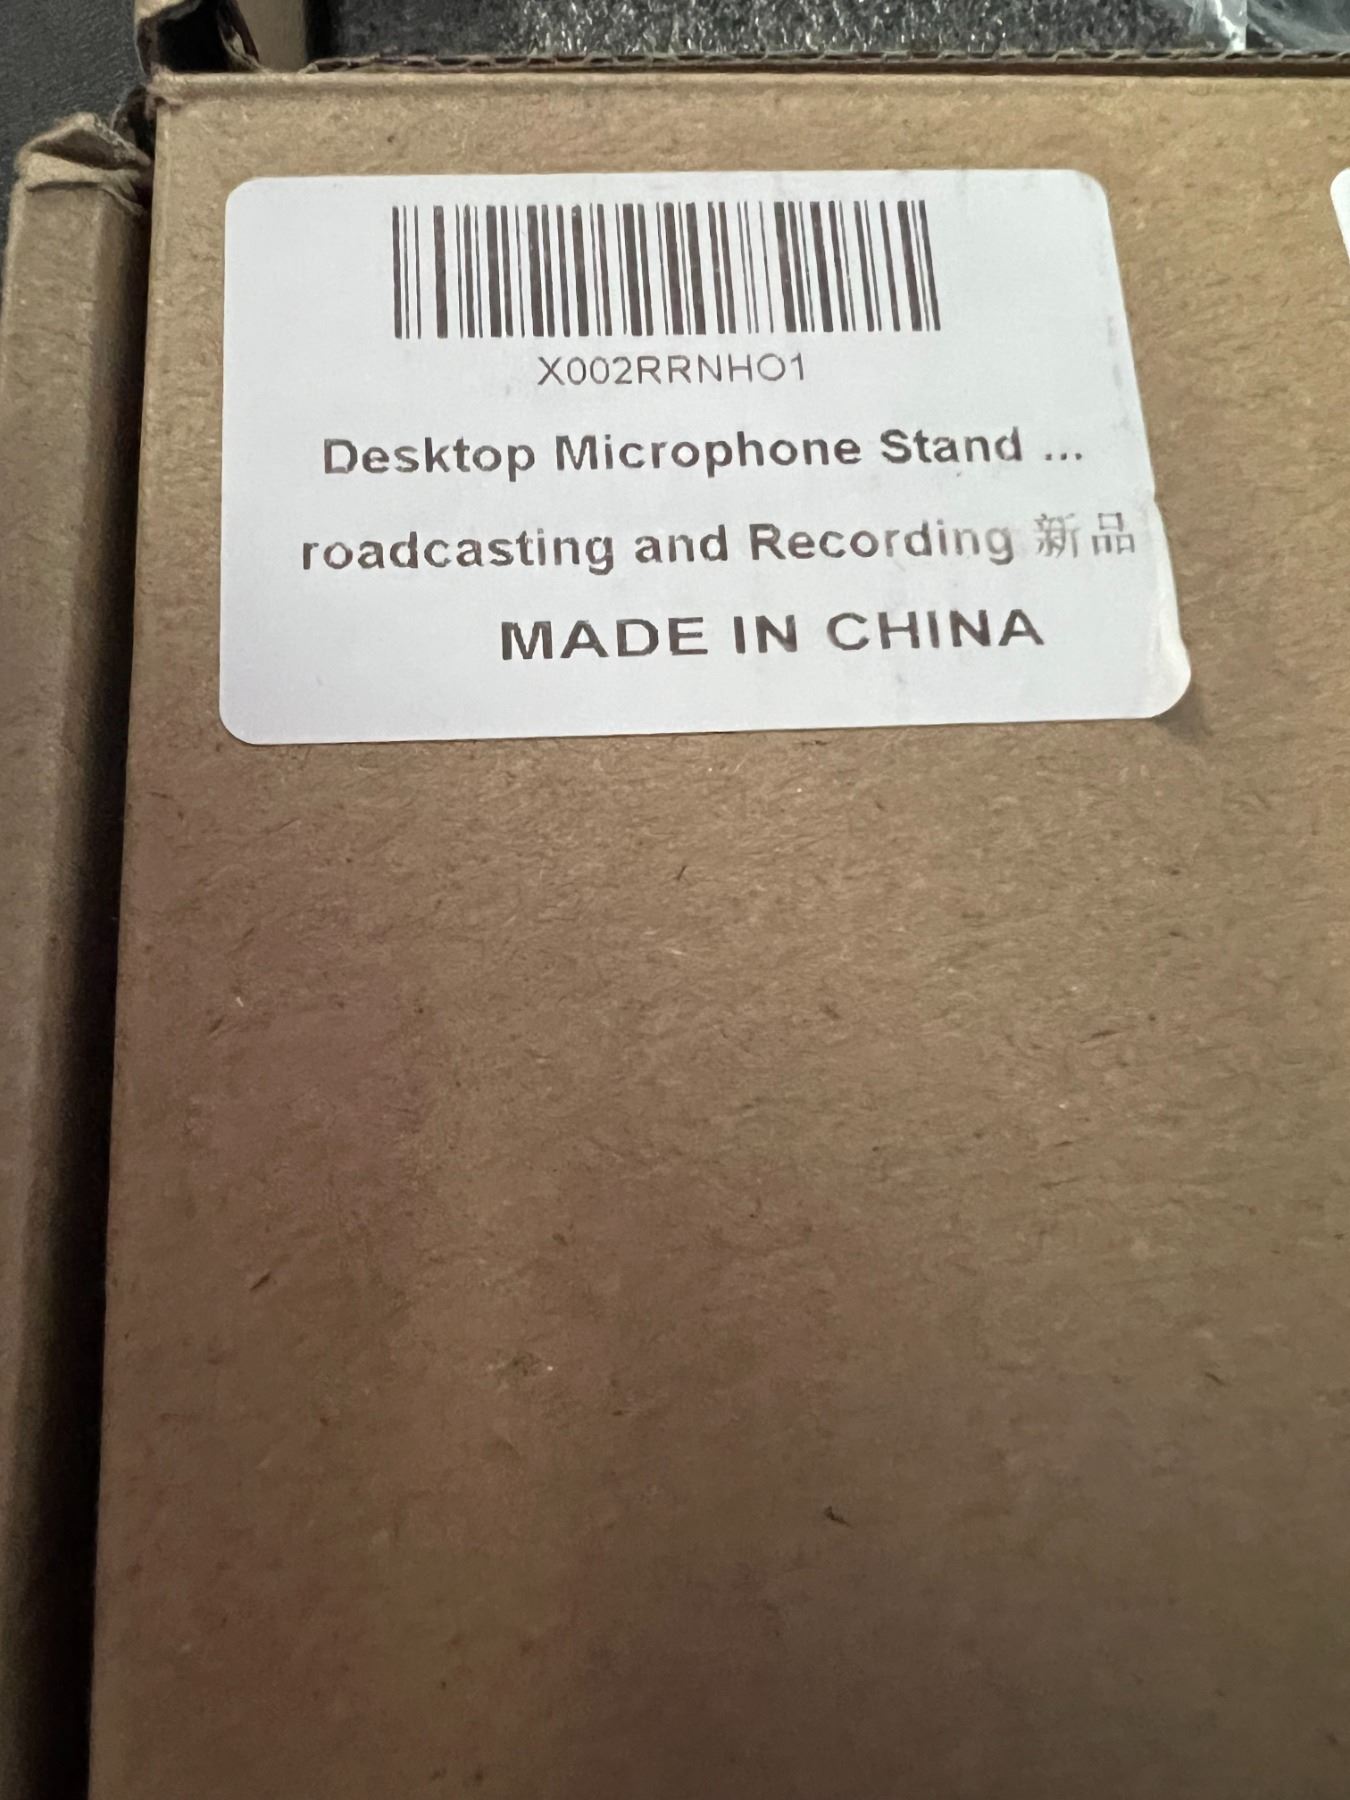 X002RRNHO1
Desktop Microphone Stand ...
roadcasting and Recording 新品
MADE IN CHINA